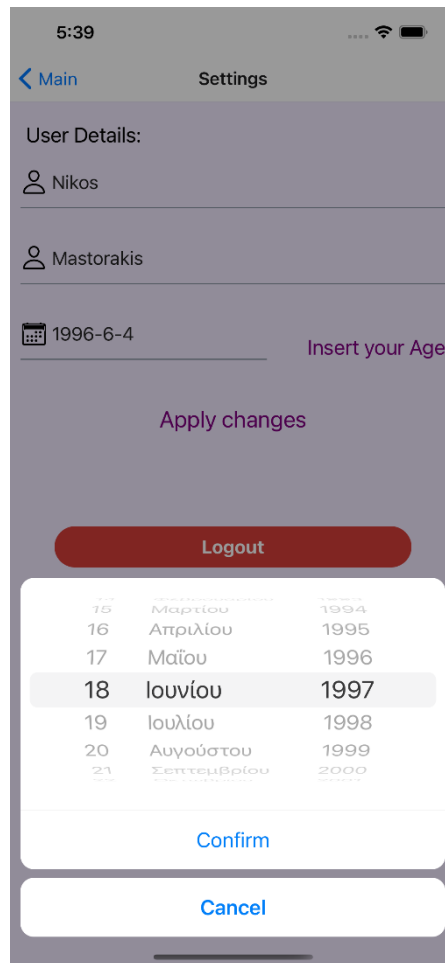 5:39
Main Settings
User Details:
Nikos
Mastorakis
1996-6-4
Insert your Age
Apply changes
Logout
15 Μαρτίου 1994
16 Απριλίου 1995
17 Μαΐου 1996
18 Ιουνίου 1997
19 Ιουλίου 1998
20 Αυγούστου 1999
21 Σεπτεμβρίου 2000
Confirm
Cancel